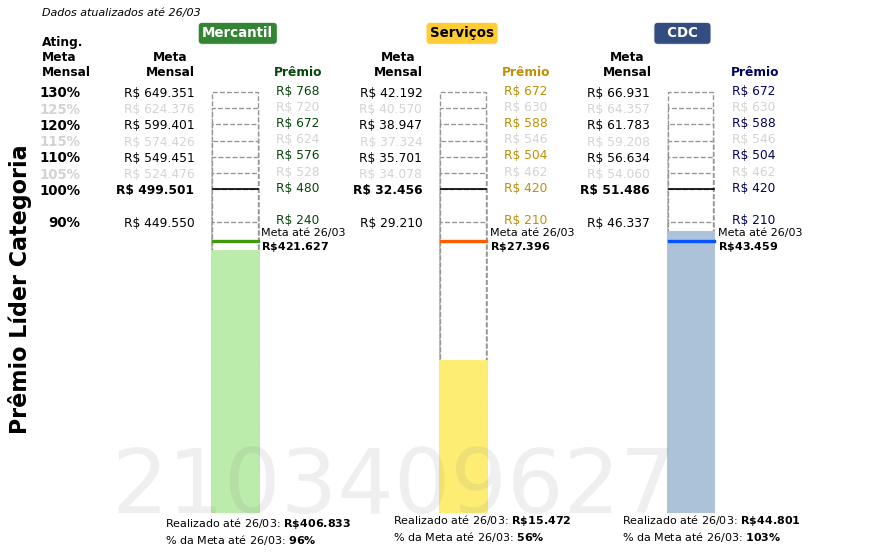 Dados atualizados até 26/03
Mercantil Serviços CDC
Ating. Meta Mensal
Meta Mensal Prêmio Meta Mensal Prêmio Meta Mensal Prêmio
130% R$ 649.351 R$ 768 R$ 42.192 R$ 672 R$ 66.931 R$ 672
125% R$ 624.376 R$ 720 R$ 40.570 R$ 630 R$ 64.357 R$ 630
120% R$ 599.401 R$ 672 R$ 38.947 R$ 588 R$ 61.783 R$ 588
115% R$ 574.426 R$ 624 R$ 37.324 R$ 546 R$ 59.208 R$ 546
110% R$ 549.451 R$ 576 R$ 35.701 R$ 504 R$ 56.634 R$ 504
105% R$ 524.476 R$ 528 R$ 34.078 R$ 462 R$ 54.060 R$ 462
100% R$ 499.501 R$ 480 R$ 32.456 R$ 420 R$ 51.486 R$ 420
90% R$ 449.550 R$ 240 R$ 29.210 R$ 210 R$ 46.337 R$ 210
Meta até 26/03 Meta até 26/03 Meta até 26/03
R$421.627 R$27.396 R$43.459
Prêmio Líder Categoria
2103409627
Realizado até 26/03: R$406.833 Realizado até 26/03: R$15.472 Realizado até 26/03: R$44.801
% da Meta até 26/03: 96% % da Meta até 26/03: 56% % da Meta até 26/03: 103%